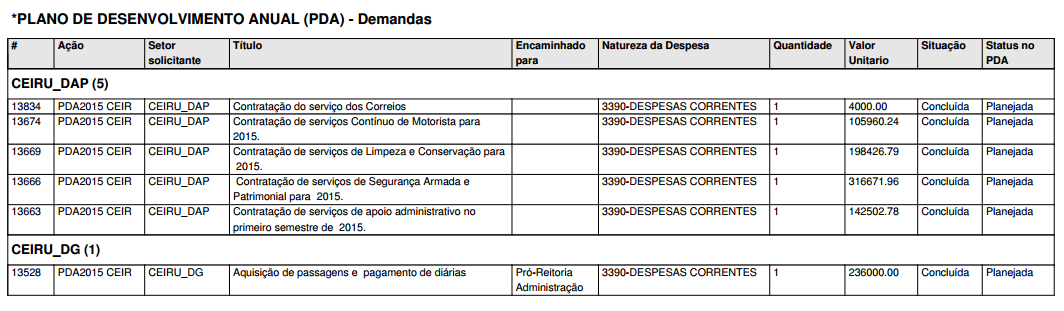 *PLANO DE DESENVOLVIMENTO ANUAL (PDA) - Demandas
# Ação Setor solicitante Título Encaminhado para Natureza da Despesa Quantidade Valor Unitario Situação Status no PDA
CEIRU_DAP (5)
13834 PDA2015 CEIR CEIRU_DAP Contratação do serviço dos Correios 3390-DESPESAS CORRENTES 1 4000.00 Concluída Planejada
13674 PDA2015 CEIR CEIRU_DAP Contratação de serviços Contínuo de Motorista para 3390-DESPESAS CORRENTES 1 105960.24 Concluída Planejada
2015.
13669 PDA2015 CEIR CEIRU_DAP Contratação de serviços de Limpeza e Conservação para 3390-DESPESAS CORRENTES 1 198426.79 Concluída Planejada
2015.
13666 PDA2015 CEIR CEIRU_DAP Contratação de serviços de Segurança Armada e 3390-DESPESAS CORRENTES 1 316671.96 Concluída Planejada
Patrimonial para 2015.
13663 PDA2015 CEIR CEIRU_DAP Contratação de serviços de apoio administrativo no 3390-DESPESAS CORRENTES 1 142502.78 Concluída Planejada
primeiro semestre de 2015.
CEIRU_DG (1)
13528 PDA2015 CEIR CEIRU_DG Aquisição de passagens e pagamento de diárias Pró-Reitoria 3390-DESPESAS CORRENTES 1 236000.00 Concluída Planejada
Administração